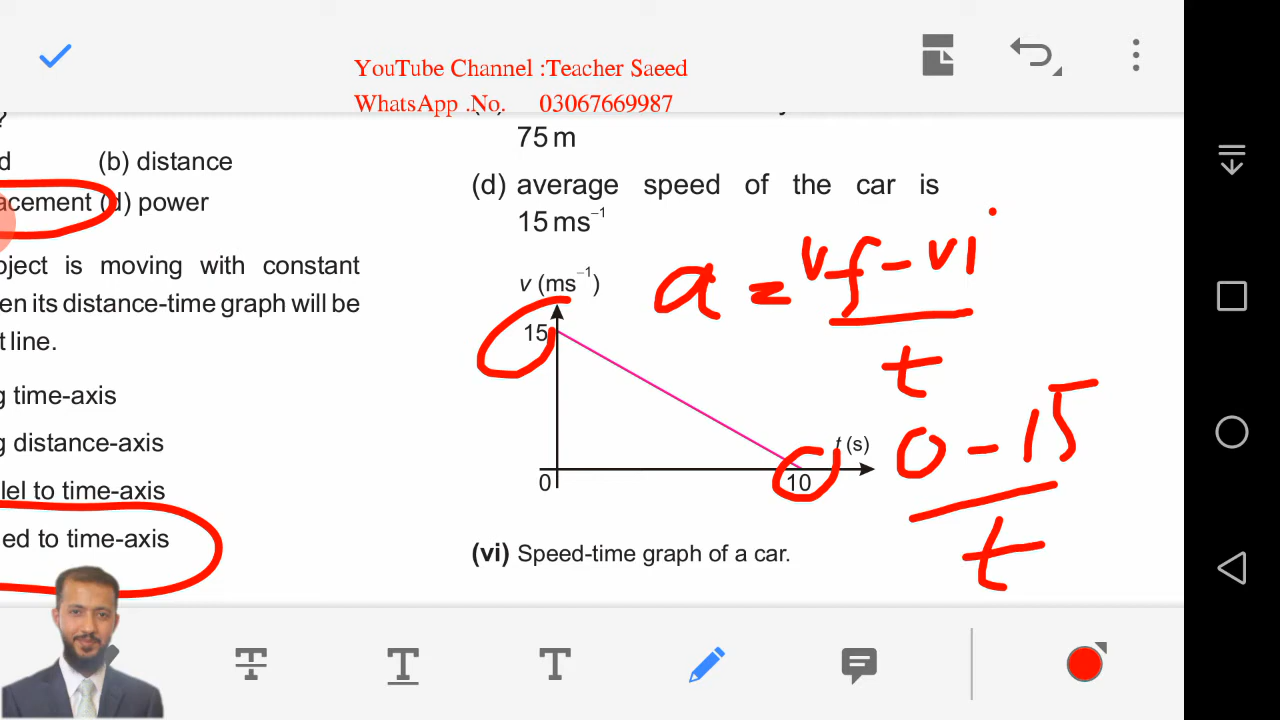 YouTube Channel :Teacher Saeed
WhatsApp .No. 03067669987
?
d (b) distance
acement (d) power
oject is moving with constant
en its distance-time graph will be
t line.
g time-axis
g distance-axis
lel to time-axis
ed to time-axis
75 m
(d) average speed of the car is
15 ms⁻¹
v (ms⁻¹)
15
0
10
t (s)
(vi) Speed-time graph of a car.
a = vf - vi
t
0 - 15
t
T
T
T